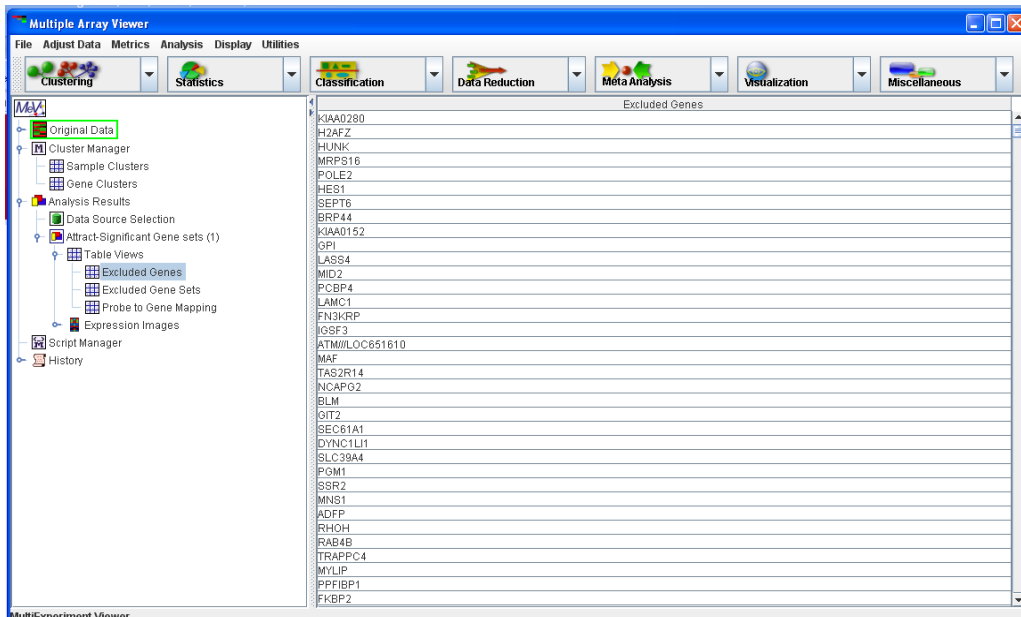 Multiple Array Viewer
File Adjust Data Metrics Analysis Display Utilities
Clustering Statistics Classification Data Reduction Meta Analysis Visualization Miscellaneous
MeV
Original Data
Cluster Manager
Sample Clusters
Gene Clusters
Analysis Results
Data Source Selection
Attract-Significant Gene sets (1)
Table Views
Excluded Genes
Excluded Gene Sets
Probe to Gene Mapping
Expression Images
Script Manager
History
Excluded Genes
KIAA0280
H2AFZ
HUNK
MRPS16
POLE2
HES1
SEPT6
BRP44
KIAA0152
GPI
LASS4
MID2
PCBP4
LAMC1
FN3KRP
IGSF3
ATM///LOC651610
MAF
TAS2R14
NCAPG2
BLM
GIT2
SEC61A1
DYNC1LI1
SLC39A4
PGM1
SSR2
MNS1
ADFP
RHOH
RAB4B
TRAPPC4
MYLIP
PPFIBP1
FKBP2
MultiExperiment Viewer